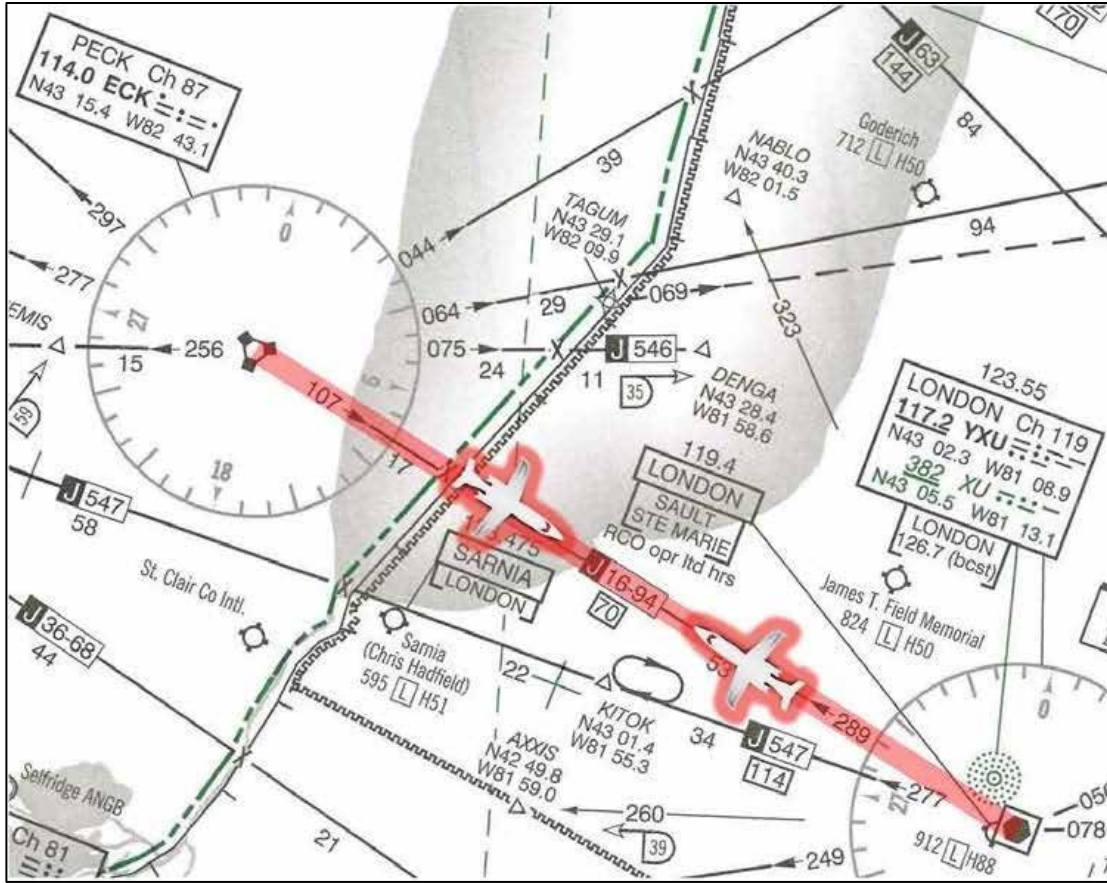 PECK Ch 87
114.0 ECK
N43 15.4 W82 43.1
170
J 63
144
84
Goderich
712 L H50
NABLO
N43 40.3
W82 01.5
39
TAGUM
N43 29.1
W82 09.9
94
297
277
044
064
29
069
323
0
27
6
18
EMIS
15
256
075
24
J 546
11
35
DENGA
N43 28.4
W81 58.6
59
107
17
123.55
LONDON Ch 119
117.2 YXU
N43 02.3 W81 08.9
382 XU
N43 05.5 W81 13.1
LONDON
126.7 (bcst)
119.4
LONDON
SAULT
STE MARIE
RCO opr ltd hrs
J 547
58
475
SARNIA
LONDON
J 16-94
70
St. Clair Co Intl.
James T. Field Memorial
824 L H50
J 36-68
44
Sarnia
(Chris Hadfield)
595 L H51
22
53
KITOK
N43 01.4
W81 55.3
34
289
J 547
114
277
0
27
AXXIS
N42 49.8
W81 59.0
Selfridge ANGB
260
39
21
249
Ch 81
912 L H88
056
078